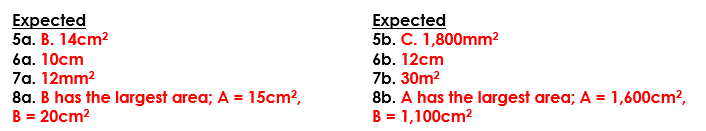 Expected
5a. B. 14cm²
6a. 10cm
7a. 12mm²
8a. B has the largest area; A = 15cm²,
B = 20cm²
Expected
5b. C. 1,800mm²
6b. 12cm
7b. 30m²
8b. A has the largest area; A = 1,600cm²,
B = 1,100cm²